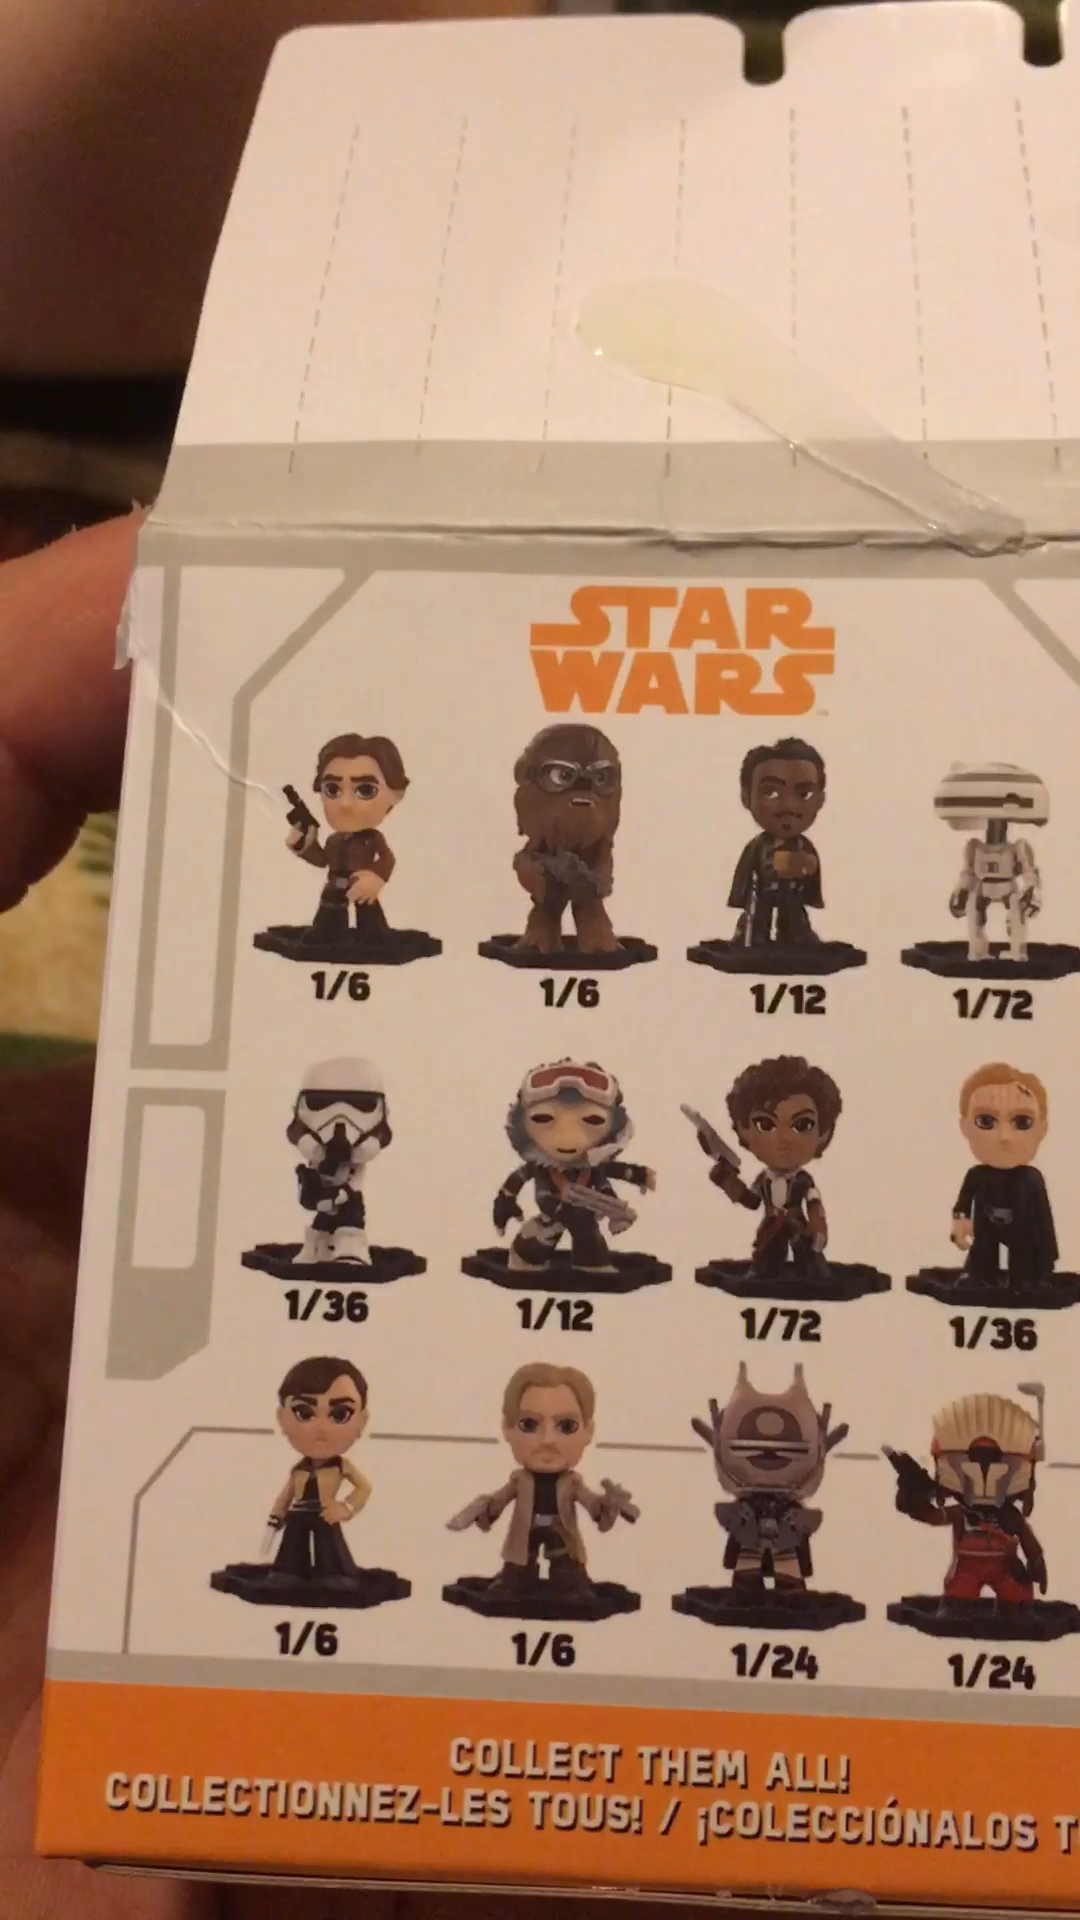 STAR
WARS
1/6 1/6 1/12 1/72
1/36 1/12 1/72 1/36
1/6 1/6 1/24 1/24
COLLECT THEM ALL!
COLLECTIONNEZ-LES TOUS! / ¡COLECCIÓNALOS T